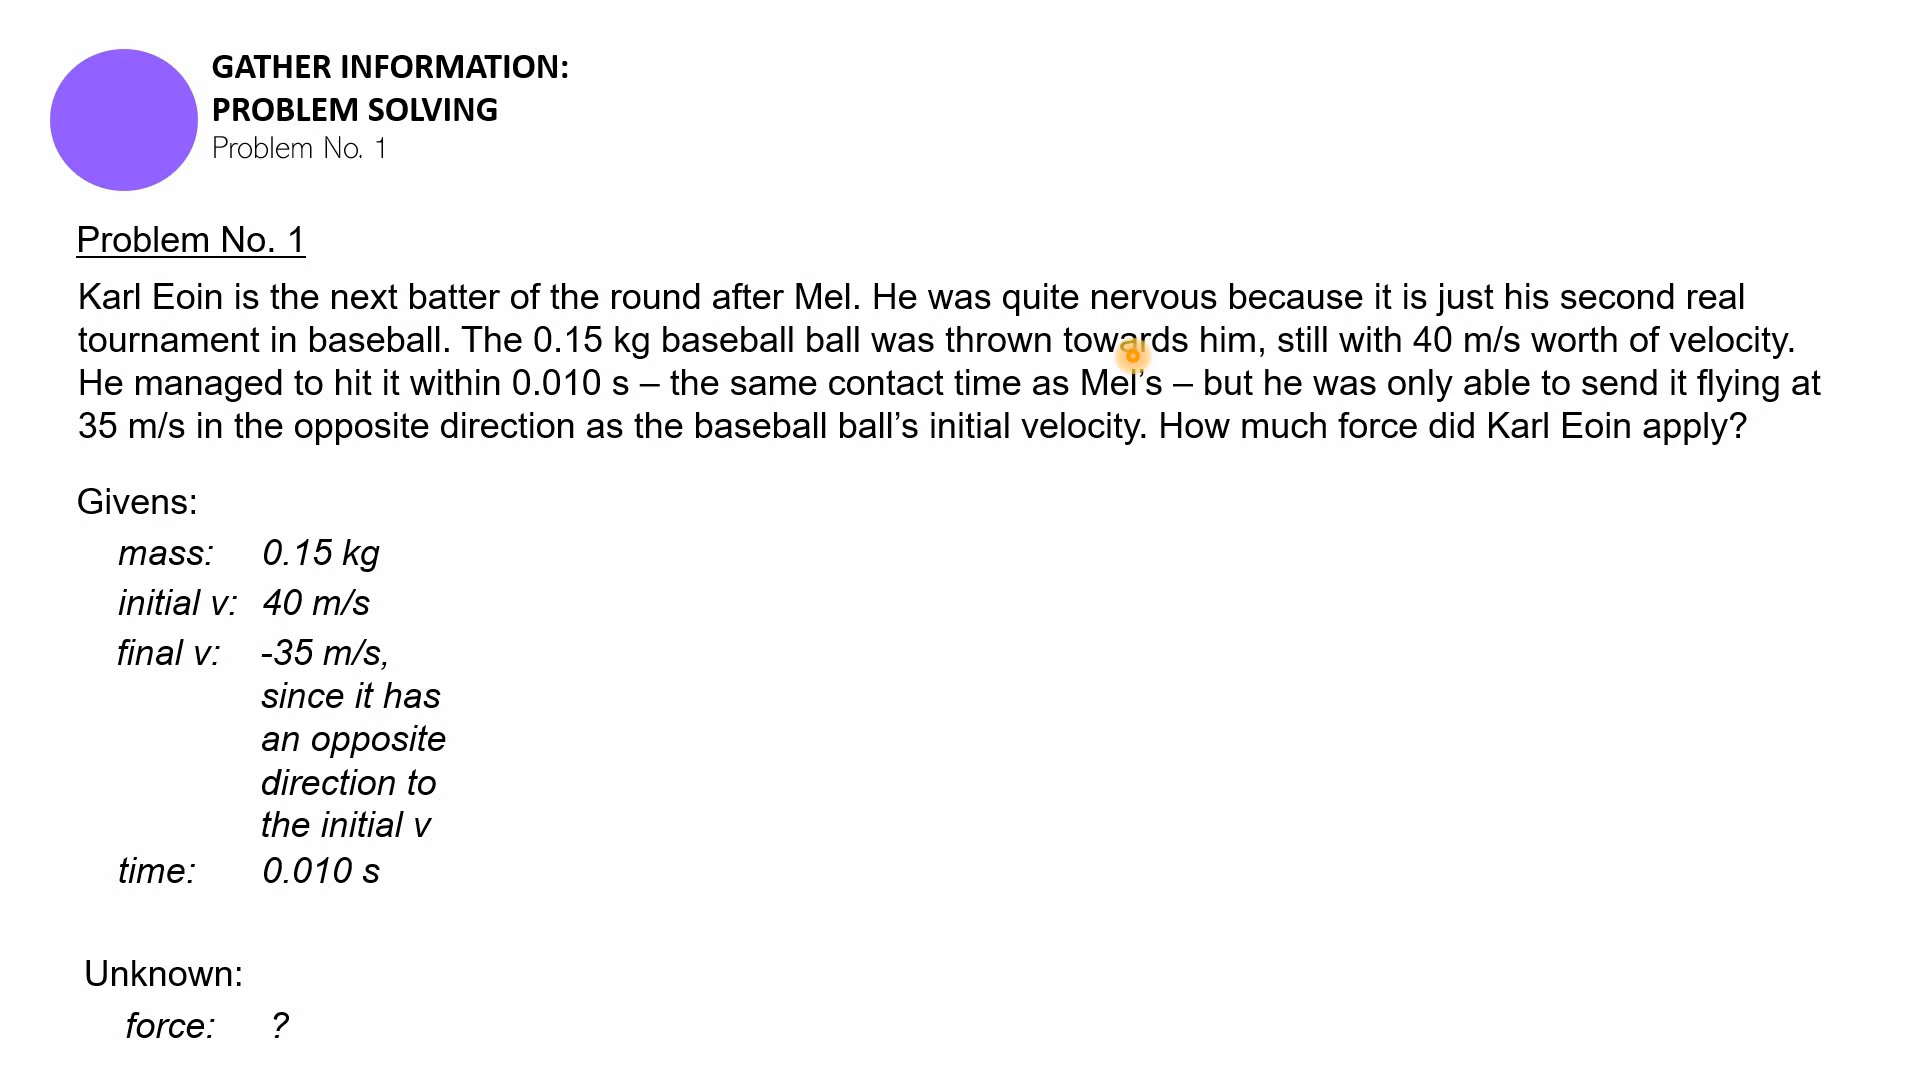 GATHER INFORMATION:
PROBLEM SOLVING
Problem No. 1
Problem No. 1
Karl Eoin is the next batter of the round after Mel. He was quite nervous because it is just his second real
tournament in baseball. The 0.15 kg baseball ball was thrown towards him, still with 40 m/s worth of velocity.
He managed to hit it within 0.010 s – the same contact time as Mel’s – but he was only able to send it flying at
35 m/s in the opposite direction as the baseball ball’s initial velocity. How much force did Karl Eoin apply?
Givens:
mass: 0.15 kg
initial v: 40 m/s
final v: -35 m/s,
since it has
an opposite
direction to
the initial v
time: 0.010 s
Unknown:
force: ?